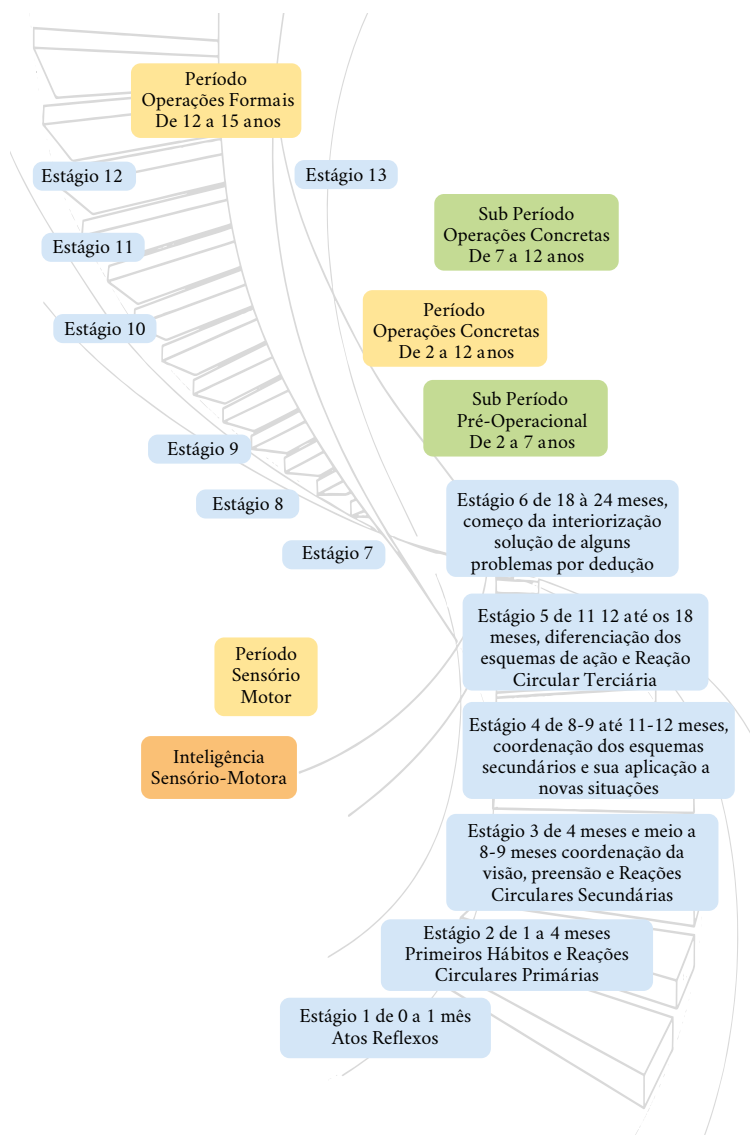 Período
Operações Formais
De 12 a 15 anos
Estágio 12
Estágio 13
Sub Período
Operações Concretas
De 7 a 12 anos
Estágio 11
Período
Operações Concretas
De 2 a 12 anos
Estágio 10
Sub Período
Pré-Operacional
De 2 a 7 anos
Estágio 9
Estágio 8
Estágio 6 de 18 à 24 meses,
começo da interiorização
solução de alguns
problemas por dedução
Estágio 7
Estágio 5 de 11 12 até os 18
meses, diferenciação dos
esquemas de ação e Reação
Circular Terciária
Período
Sensório
Motor
Estágio 4 de 8-9 até 11-12 meses,
coordenação dos esquemas
secundários e sua aplicação a
novas situações
Inteligência
Sensório-Motora
Estágio 3 de 4 meses e meio a
8-9 meses coordenação da
visão, preensão e Reações
Circulares Secundárias
Estágio 2 de 1 a 4 meses
Primeiros Hábitos e Reações
Circulares Primárias
Estágio 1 de 0 a 1 mês
Atos Reflexos